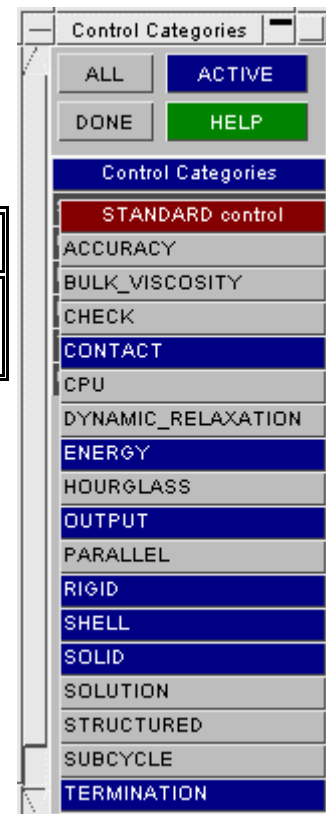 Control Categories
ALL ACTIVE
DONE HELP
Control Categories
STANDARD control
ACCURACY
BULK_VISCOSITY
CHECK
CONTACT
CPU
DYNAMIC_RELAXATION
ENERGY
HOURGLASS
OUTPUT
PARALLEL
RIGID
SHELL
SOLID
SOLUTION
STRUCTURED
SUBCYCLE
TERMINATION